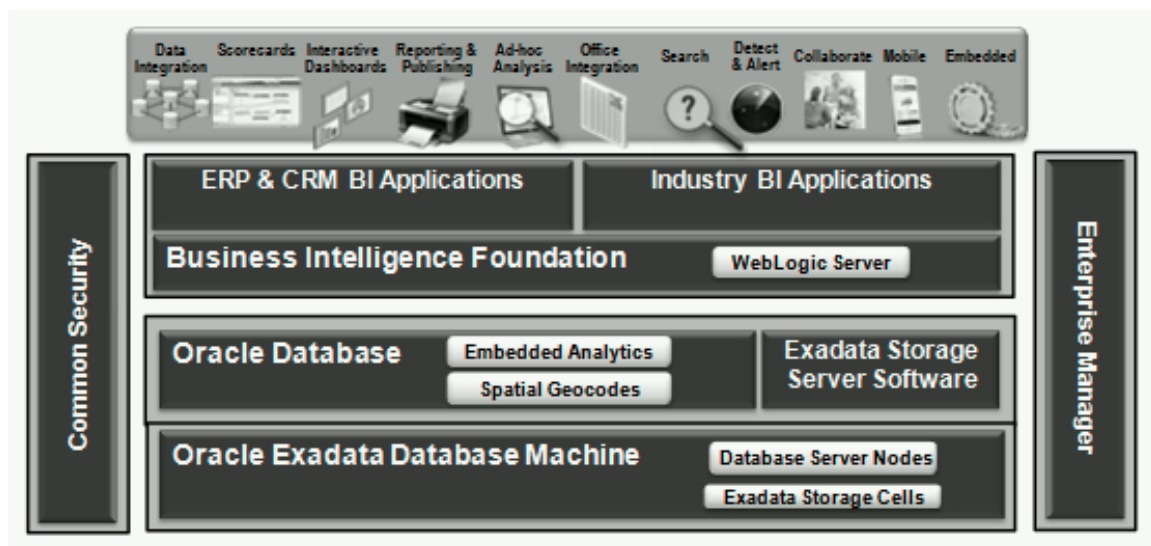 Data Integration
Scorecards
Interactive Dashboards
Reporting & Publishing
Ad-hoc Analysis
Office Integration
Search
Detect & Alert
Collaborate
Mobile
Embedded
?
Common Security
ERP & CRM BI Applications
Industry BI Applications
Business Intelligence Foundation
WebLogic Server
Oracle Database
Embedded Analytics
Spatial Geocodes
Exadata Storage
Server Software
Oracle Exadata Database Machine
Database Server Nodes
Exadata Storage Cells
Enterprise Manager